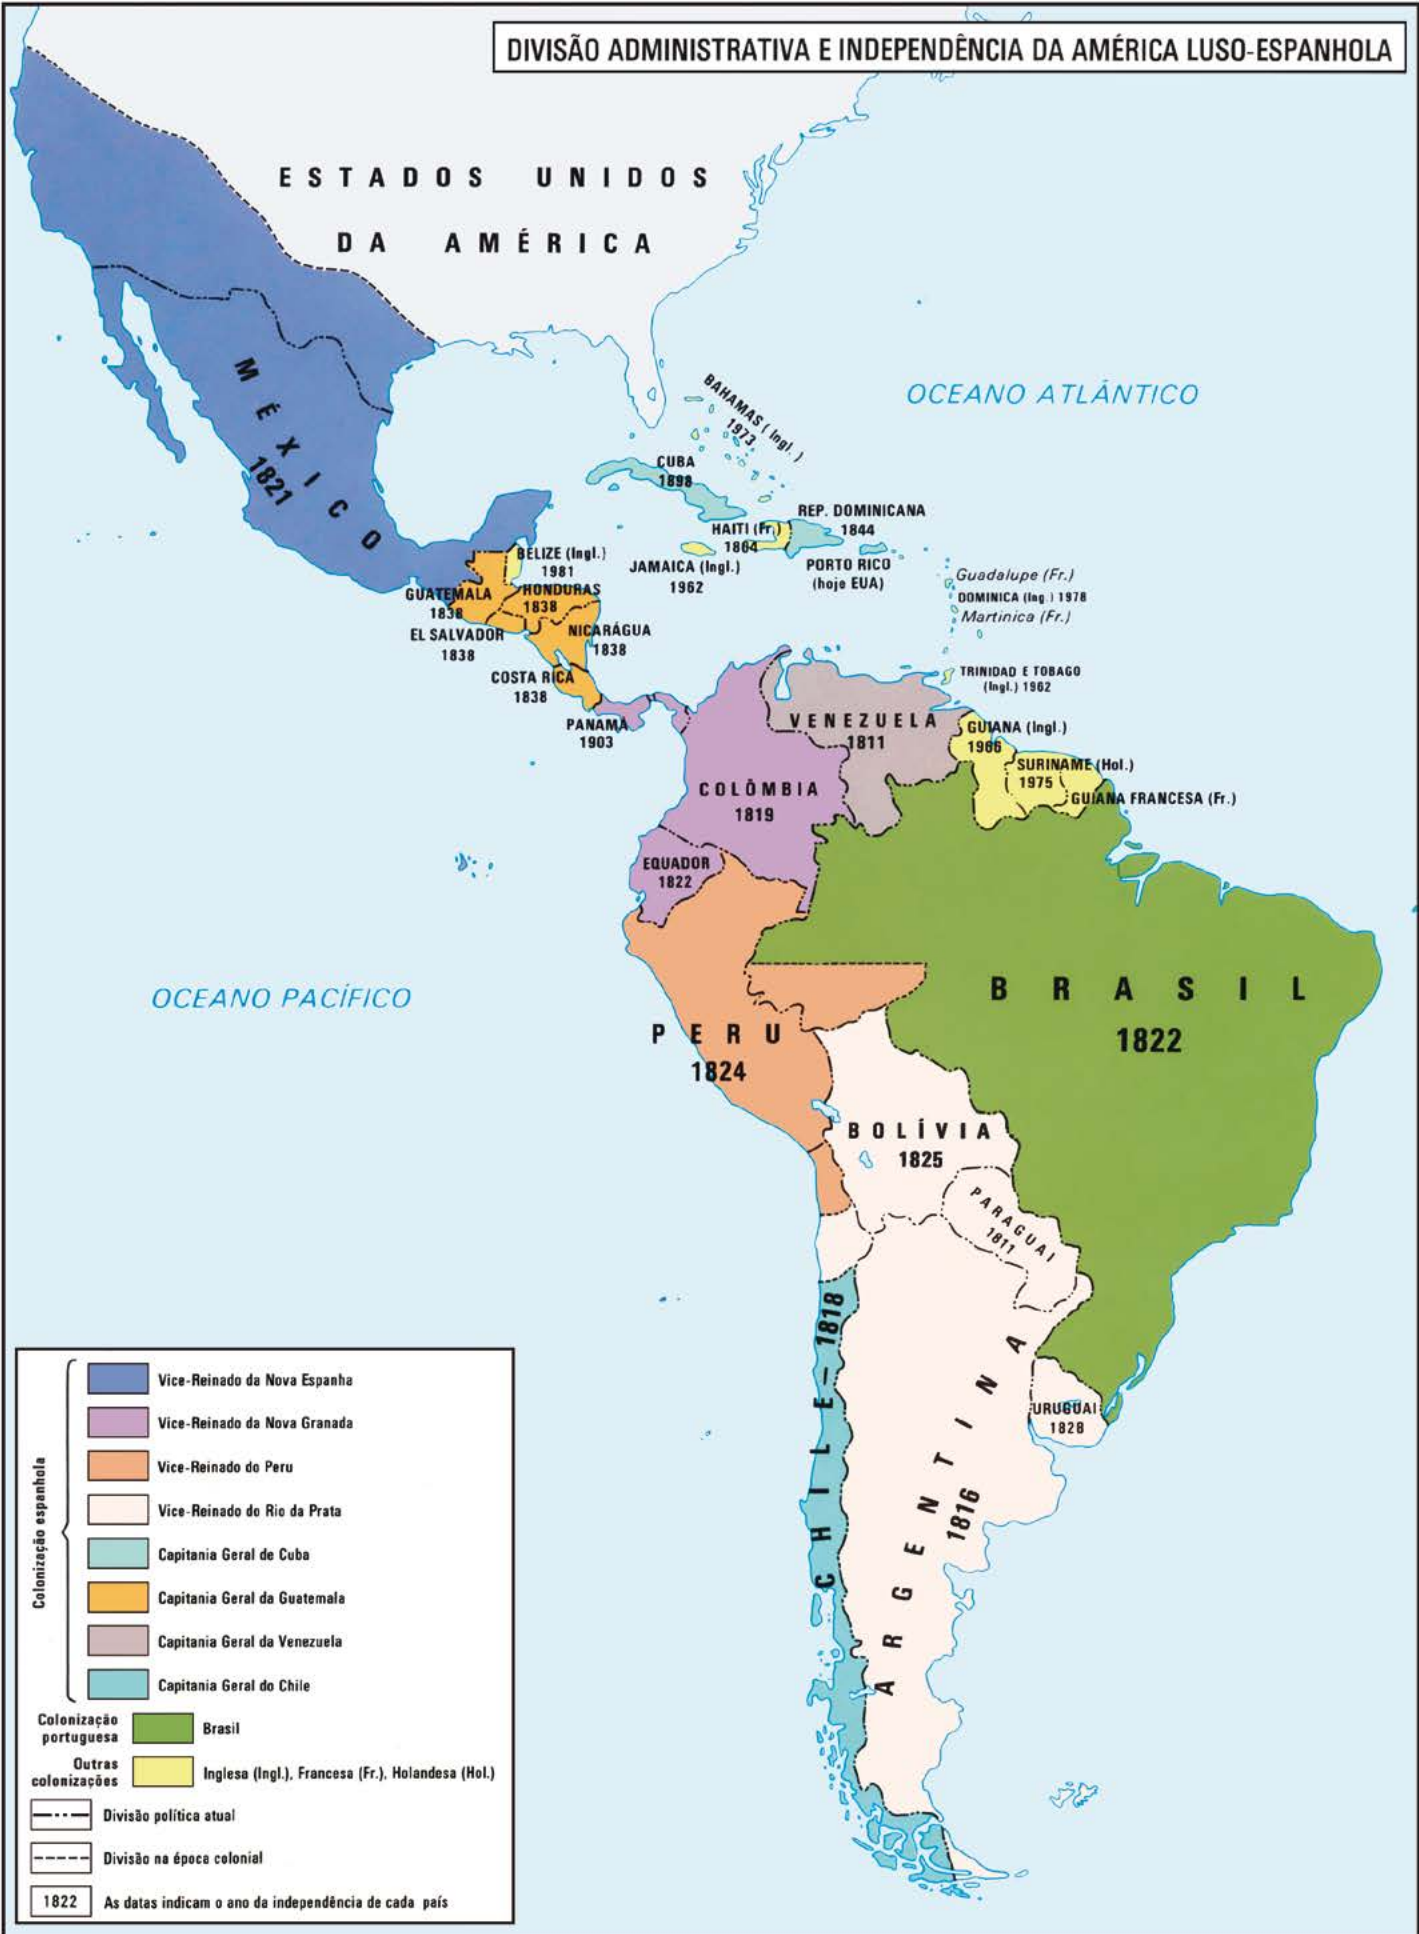 DIVISÃO ADMINISTRATIVA E INDEPENDÊNCIA DA AMÉRICA LUSO-ESPANHOLA
ESTADOS UNIDOS
DA AMÉRICA
MÉXICO
1821
OCEANO ATLÂNTICO
BAHAMAS (Ingl.)
1973
CUBA
1898
REP. DOMINICANA
1844
HAITI (Fr.)
1804
JAMAICA (Ingl.)
1962
PORTO RICO
(hoje EUA)
BELIZE (Ingl.)
1981
GUATEMALA
1838
HONDURAS
1838
EL SALVADOR
1838
NICARÁGUA
1838
COSTA RICA
1838
PANAMÁ
1903
Guadalupe (Fr.)
DOMINICA (Ing.) 1978
Martinica (Fr.)
TRINIDAD E TOBAGO
(Ingl.) 1962
VENEZUELA
1811
GUIANA (Ingl.)
1966
SURINAME (Hol.)
1975
GUIANA FRANCESA (Fr.)
COLÔMBIA
1819
EQUADOR
1822
OCEANO PACÍFICO
PERU
1824
BRASIL
1822
BOLÍVIA
1825
PARAGUAI
1811
CHILE - 1818
ARGENTINA
1816
URUGUAI
1828
Colonização espanhola
Vice-Reinado da Nova Espanha
Vice-Reinado da Nova Granada
Vice-Reinado do Peru
Vice-Reinado do Rio da Prata
Capitania Geral de Cuba
Capitania Geral da Guatemala
Capitania Geral da Venezuela
Capitania Geral do Chile
Colonização
portuguesa
Brasil
Outras
colonizações
Inglesa (Ingl.), Francesa (Fr.), Holandesa (Hol.)
Divisão política atual
Divisão na época colonial
1822
As datas indicam o ano da independência de cada país